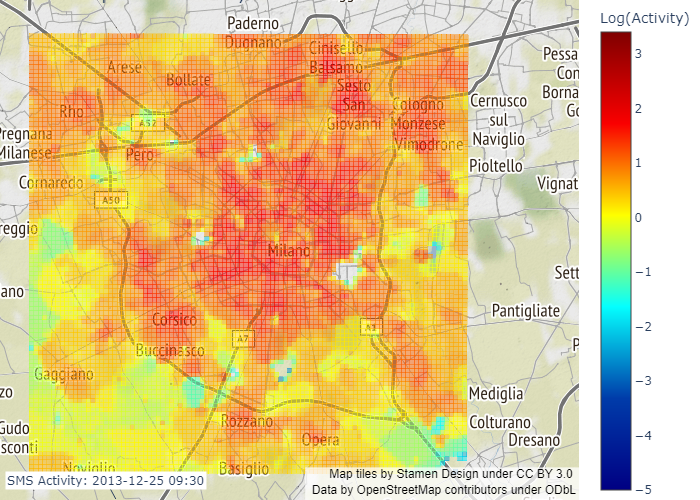 Log(Activity)
3
2
1
0
−1
−2
−3
−4
−5
Paderno
Dugnano
Cinisello
Balsamo
Arese
Bollate
Sesto
San
Giovanni
Rho
A52
Cologno
Monzese
Vimodrone
Cernusco
sul
Naviglio
Pessa
Con
Borna
Go
Pregnana
Milanese
Pero
Pioltello
Cornaredo
A50
Vignat
reggio
Milano
Sett
ano
Pantigliate
Corsico
A7
A1
Buccinasco
P
Gaggiano
zo
Mediglia
Rozzano
Colturano
Gudo
sconti
Opera
Dresano
Noviglio
Basiglio
SMS Activity: 2013-12-25 09:30
Map tiles by Stamen Design under CC BY 3.0
Data by OpenStreetMap contributors under ODbL